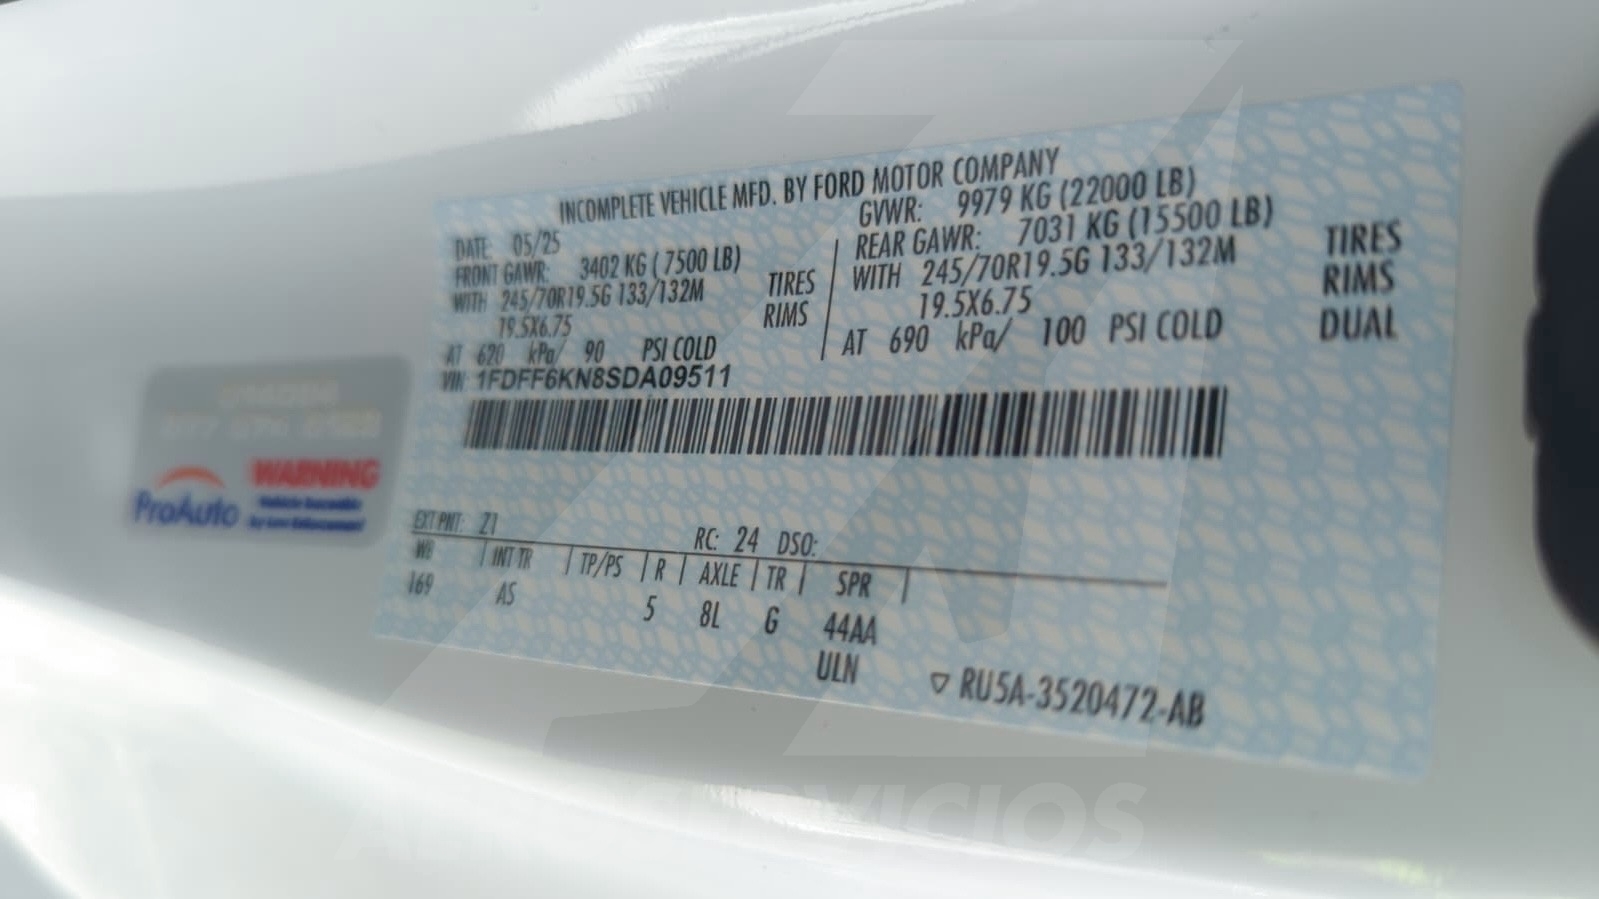 INCOMPLETE VEHICLE MFD. BY FORD MOTOR COMPANY
DATE: 05/25
GVWR: 9979 KG (22000 LB)
FRONT GAWR: 3402 KG (7500 LB)
REAR GAWR: 7031 KG (15500 LB)
WITH 245/70R19.5G 133/132M TIRES
WITH 245/70R19.5G 133/132M TIRES
19.5X6.75 RIMS
19.5X6.75 RIMS
AT 620 kPa/ 90 PSI COLD
AT 690 kPa/ 100 PSI COLD DUAL
VIN: 1FDFF6KN8SDA09511
EXT PNT: Z1 RC: 24 DSO:
WB | INT TR | TP/PS | R | AXLE | TR | SPR |
169 AS 5 8L G 44AA
ULN
▽ RU5A-3520472-AB
ProAuto
WARNING
SERVICIOS